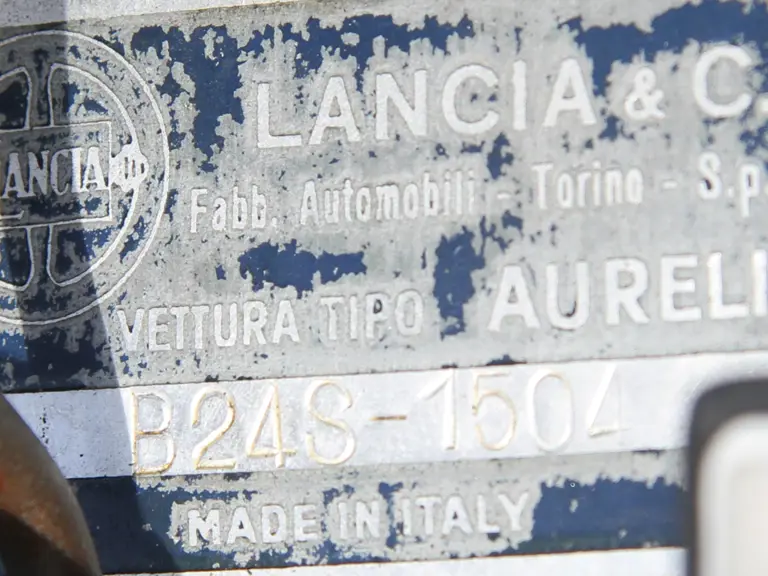 LANCIA & C.
LANCIA
Fabb. Automobili - Torino - S.p.
VETTURA TIPO AURELI
B24S-1504
MADE IN ITALY